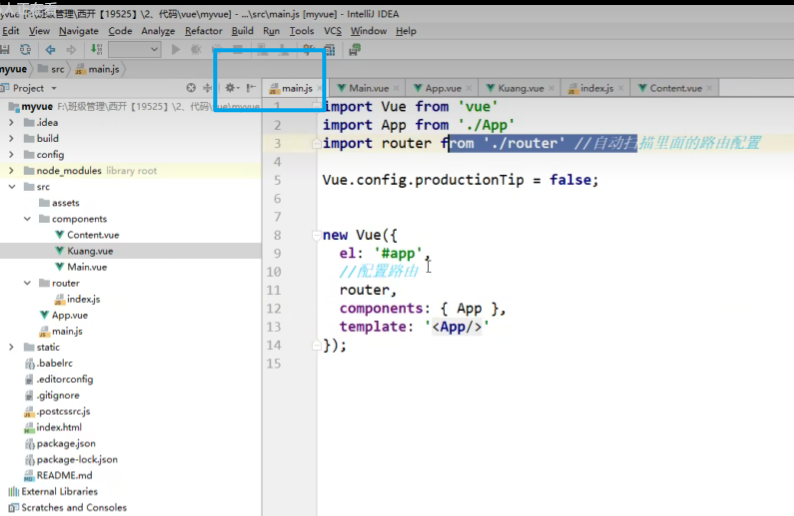 myvue - F:\班级管理\西开【19525】\2、代码\vue\myvue] - ...\src\main.js [myvue] - IntelliJ IDEA
Edit View Navigate Code Analyze Refactor Build Run Tools VCS Window Help
myvue src main.js
Project
main.js Main.vue App.vue Kuang.vue index.js Content.vue
myvue F:\班级管理\西开【19525】\2、代码\vue\myvue
.idea
build
config
node_modules library root
src
assets
components
Content.vue
Kuang.vue
Main.vue
router
index.js
App.vue
main.js
static
.babelrc
.editorconfig
.gitignore
.postcssrc.js
index.html
package.json
package-lock.json
README.md
External Libraries
Scratches and Consoles
1 import Vue from 'vue'
2 import App from './App'
3 import router from './router' //自动扫描里面的路由配置
4
5 Vue.config.productionTip = false;
6
7
8 new Vue({
9 el: '#app',
10 //配置路由
11 router,
12 components: { App },
13 template: '<App/>'
14 });
15